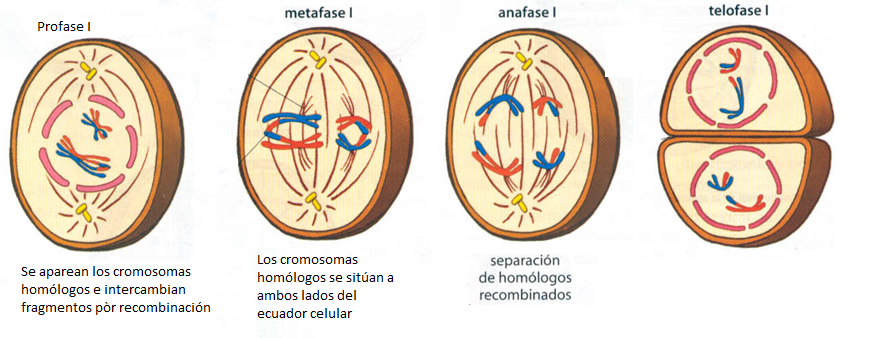 Profase I
Se aparean los cromosomas
homólogos e intercambian
fragmentos pòr recombinación
metafase I
Los cromosomas
homólogos se sitúan a
ambos lados del
ecuador celular
anafase I
separación
de homólogos
recombinados
telofase I